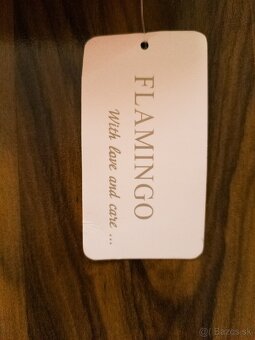 FLAMINGO
With love and care ...
Bazos.sk